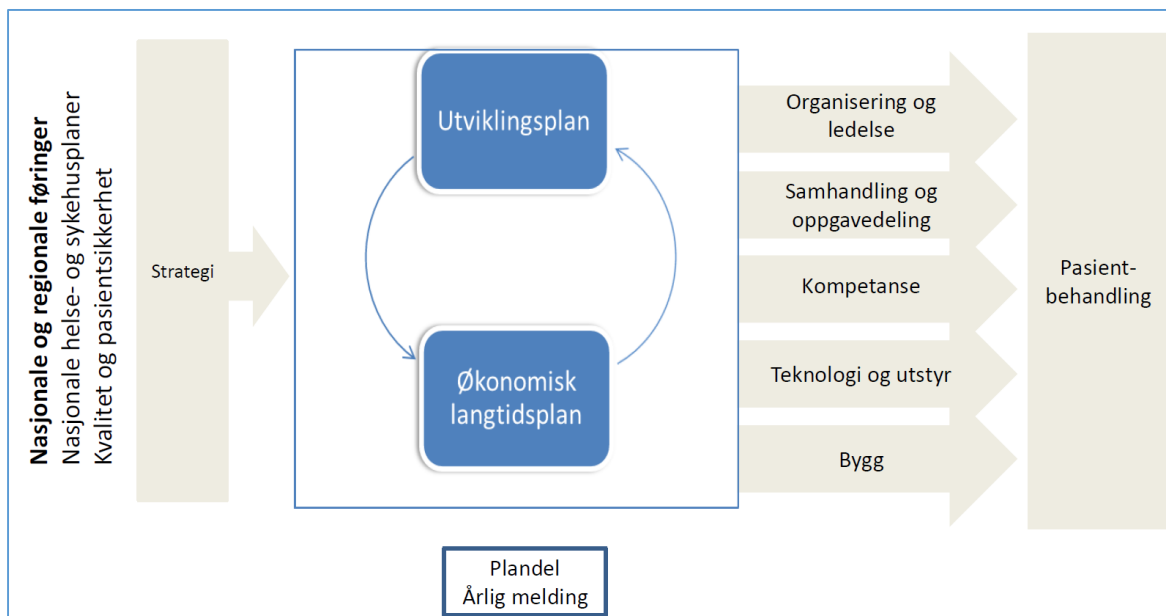 Nasjonale og regionale føringer
Nasjonale helse- og sykehusplaner
Kvalitet og pasientsikkerhet
Strategi
Utviklingsplan
Økonomisk
langtidsplan
Organisering og
ledelse
Samhandling og
oppgavedeling
Kompetanse
Teknologi og utstyr
Bygg
Pasient-
behandling
Plandel
Årlig melding